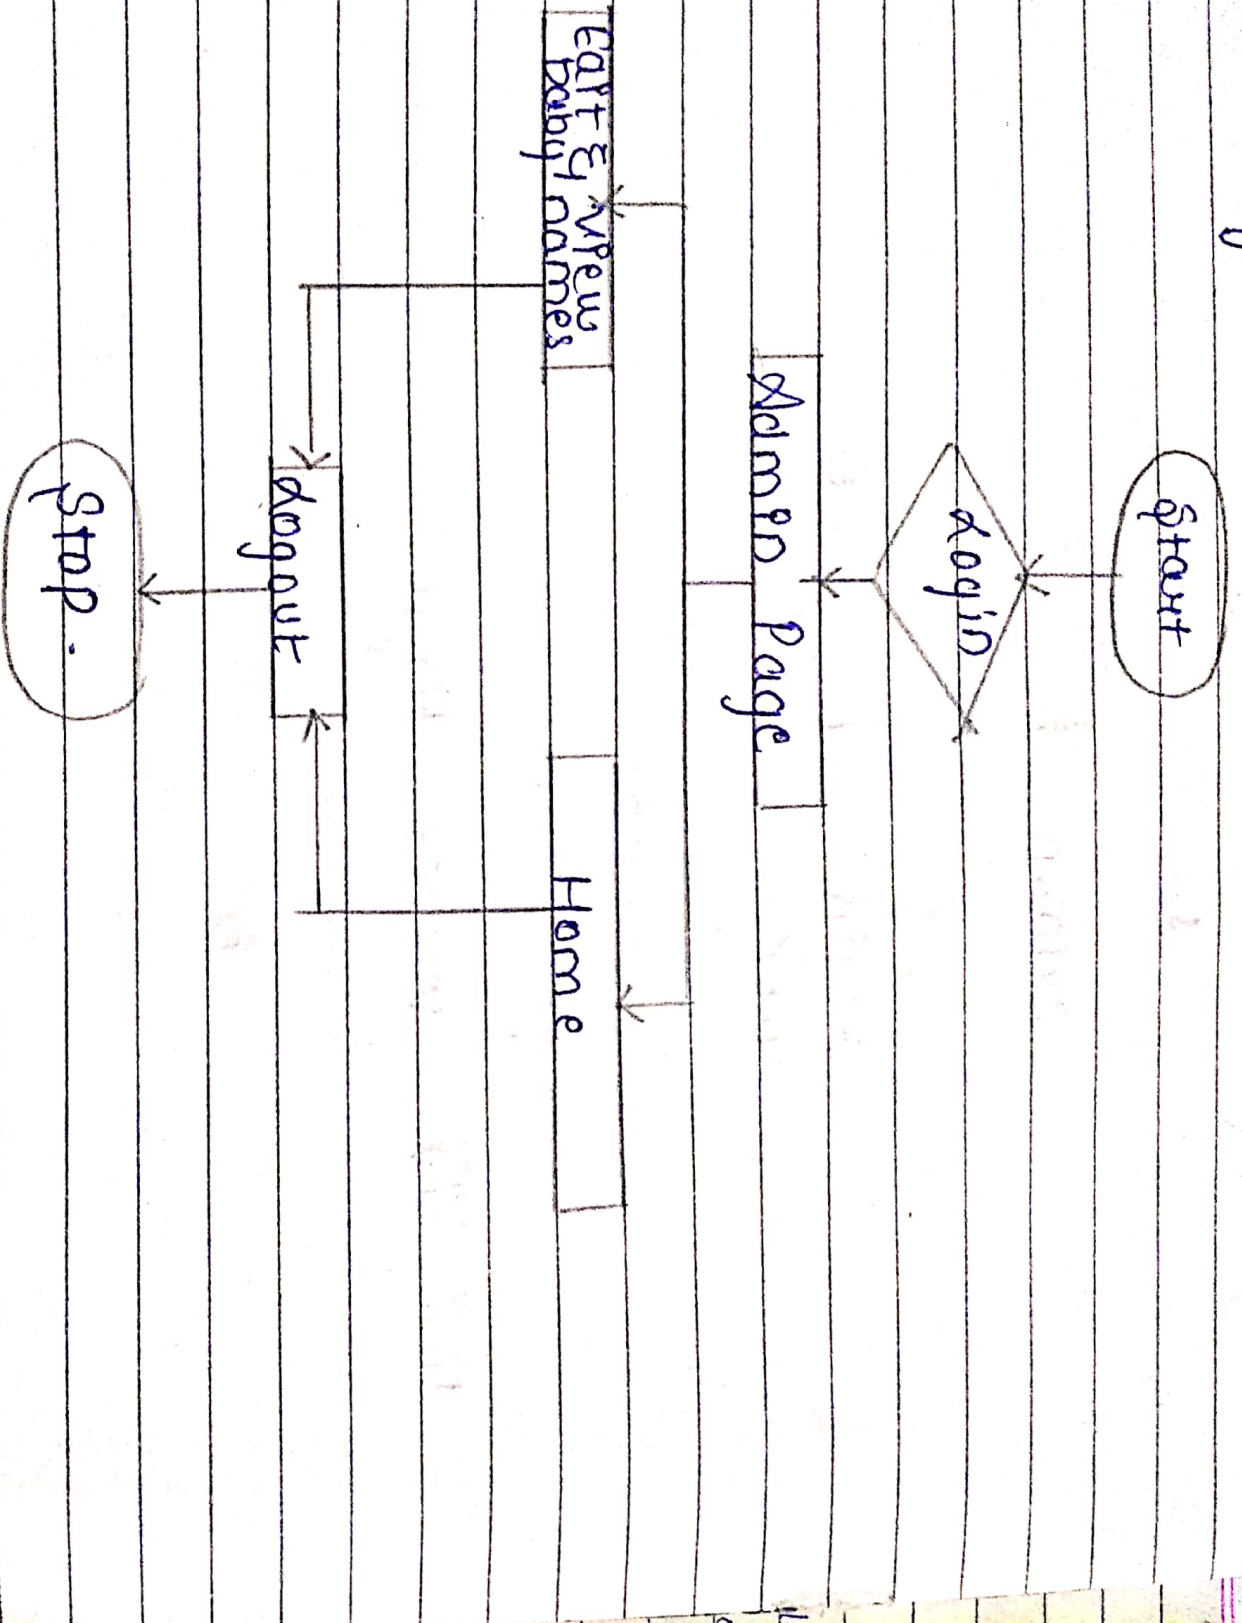 Start
Login
Admin Page
Edit & View
baby names
Home
Logout
Stop.